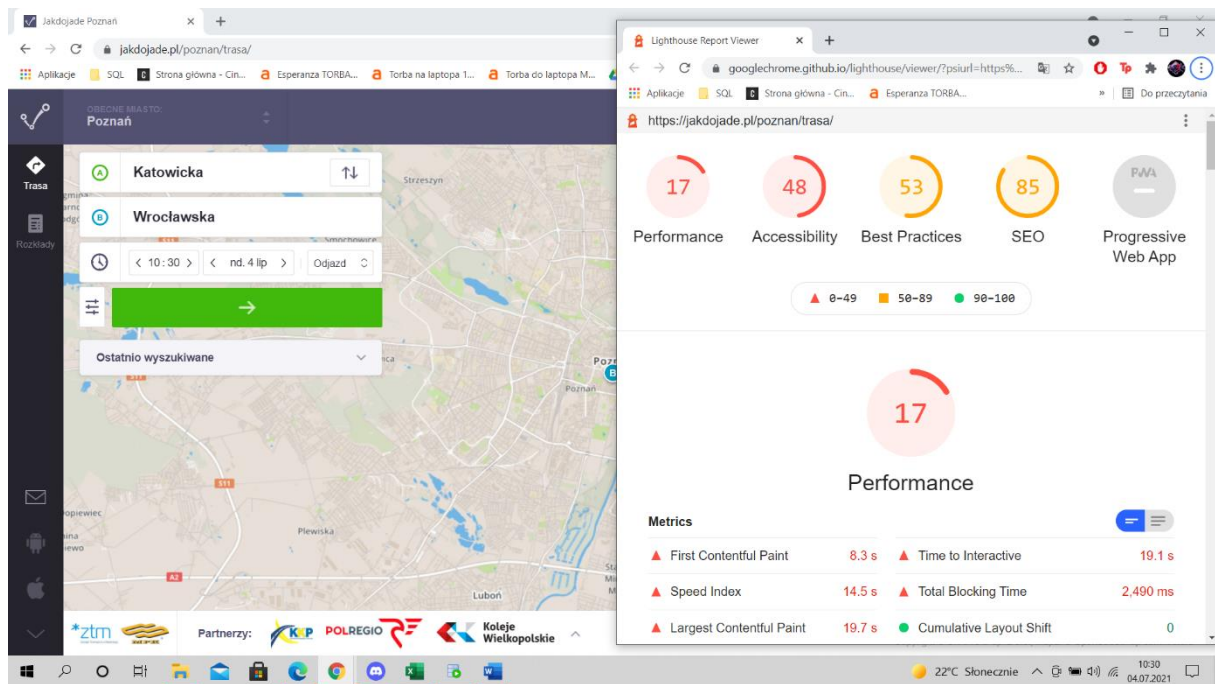 Jakdojade Poznań
jakdojade.pl/poznan/trasa/
Aplikacje SQL Strona główna - Cin... Esperanza TORBA... Torba na laptopa 1... Torba do laptopa M...
OBECNE MIASTO:
Poznań
Trasa
Rozkłady
A Katowicka
B Wrocławska
10:30 nd. 4 lip Odjazd
Ostatnio wyszukiwane
Strzeszyn
Smochowice
S11
Poznań
B
S11
Plewiska
A2
Luboń
*ztm
Partnerzy:
KKP
POLREGIO
Koleje
Wielkopolskie
Lighthouse Report Viewer
googlechrome.github.io/lighthouse/viewer/?psiurl=https%...
Aplikacje SQL Strona główna - Cin... Esperanza TORBA... » Do przeczytania
https://jakdojade.pl/poznan/trasa/
17 48 53 85 PWA
Performance Accessibility Best Practices SEO Progressive
Web App
0–49 50–89 90–100
17
Performance
Metrics
First Contentful Paint 8.3 s Time to Interactive 19.1 s
Speed Index 14.5 s Total Blocking Time 2,490 ms
Largest Contentful Paint 19.7 s Cumulative Layout Shift 0
22°C Słonecznie 10:30
04.07.2021